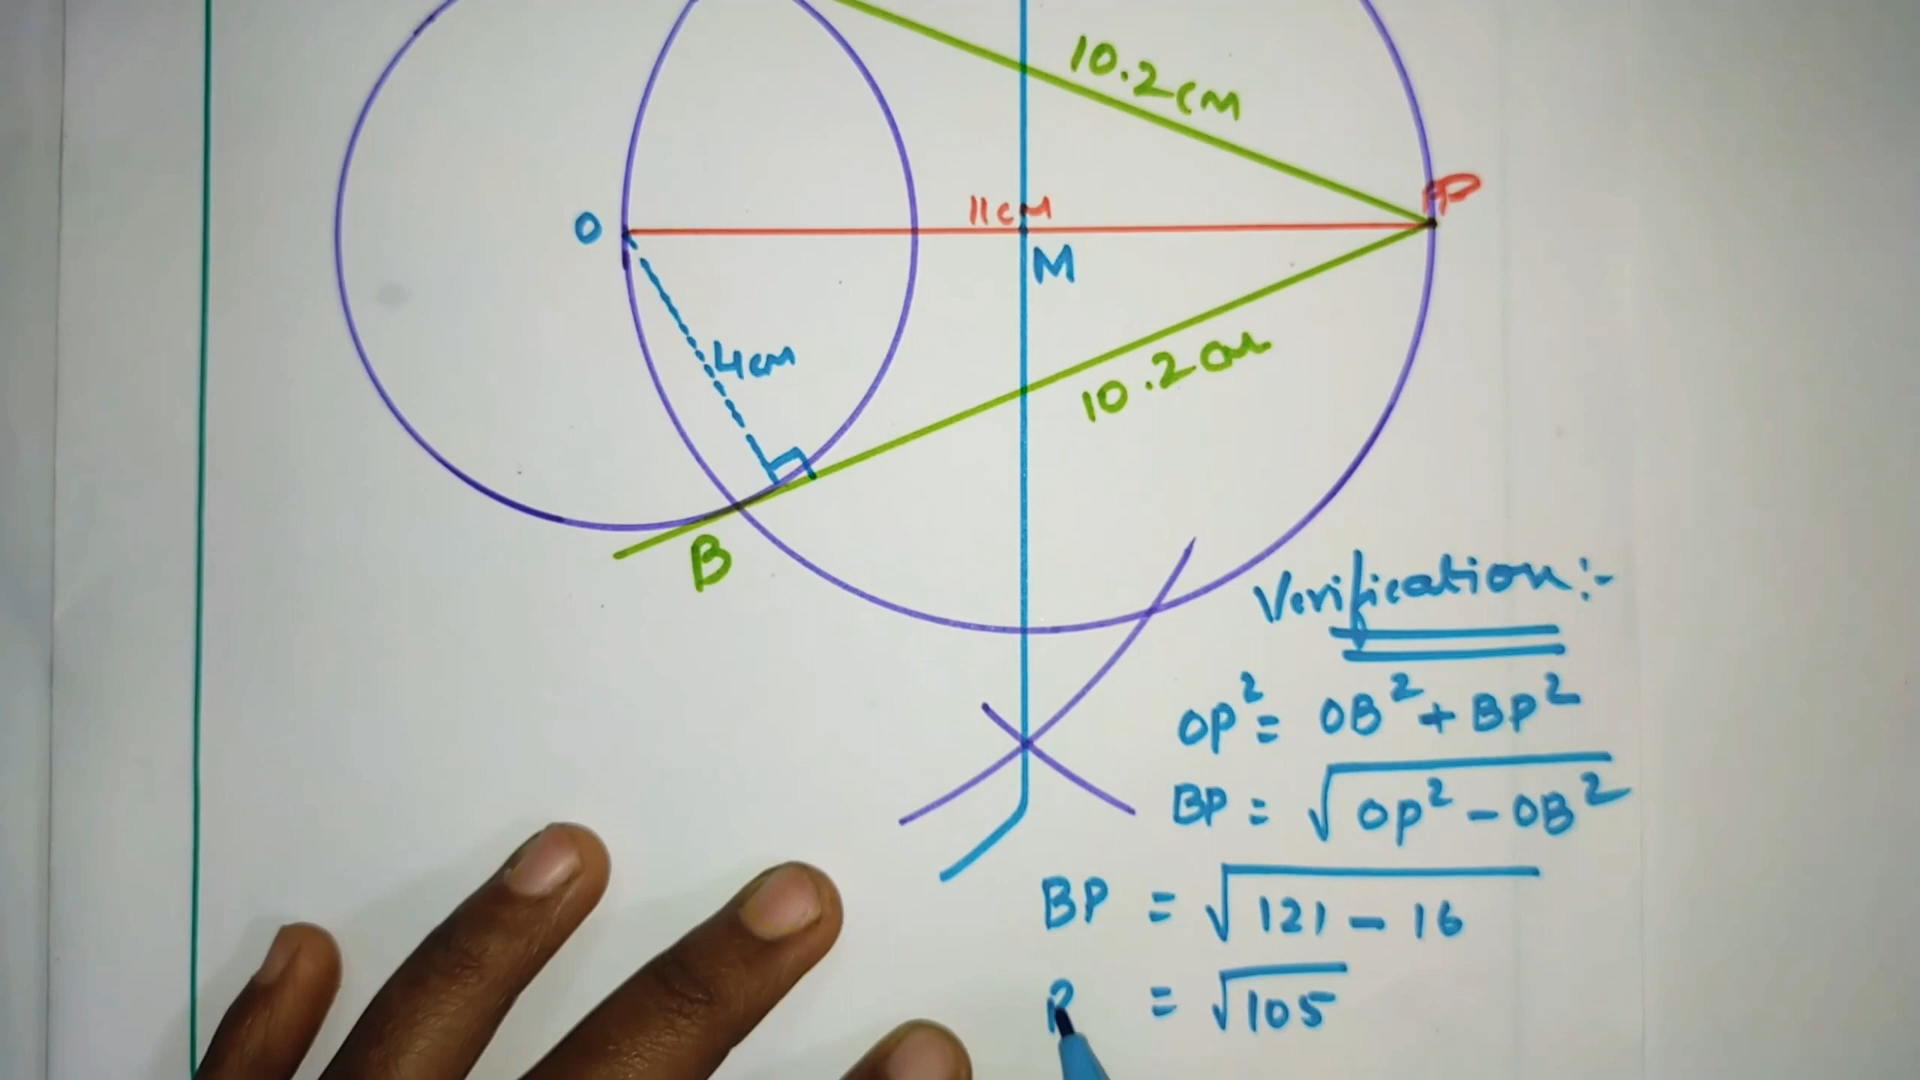 10.2cm
P
11cm
O
M
4cm
10.2cm
B
Verification:-
OP² = OB² + BP²
BP = √OP² - OB²
BP = √121 - 16
= √105